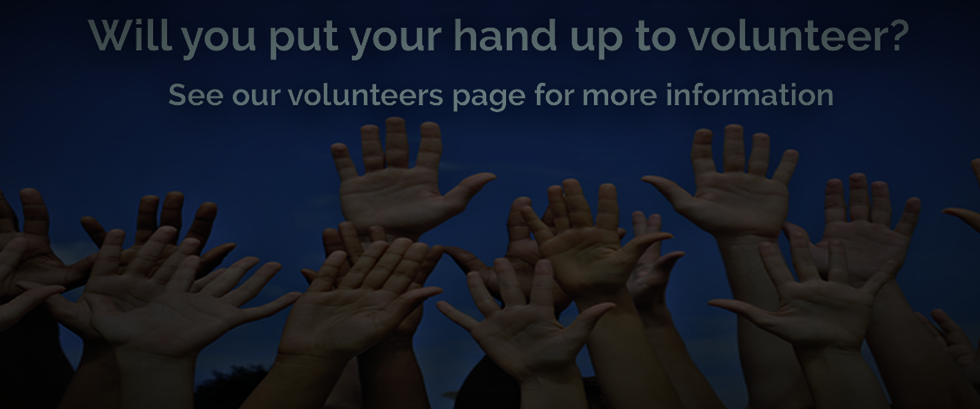 Will you put your hand up to volunteer?
See our volunteers page for more information